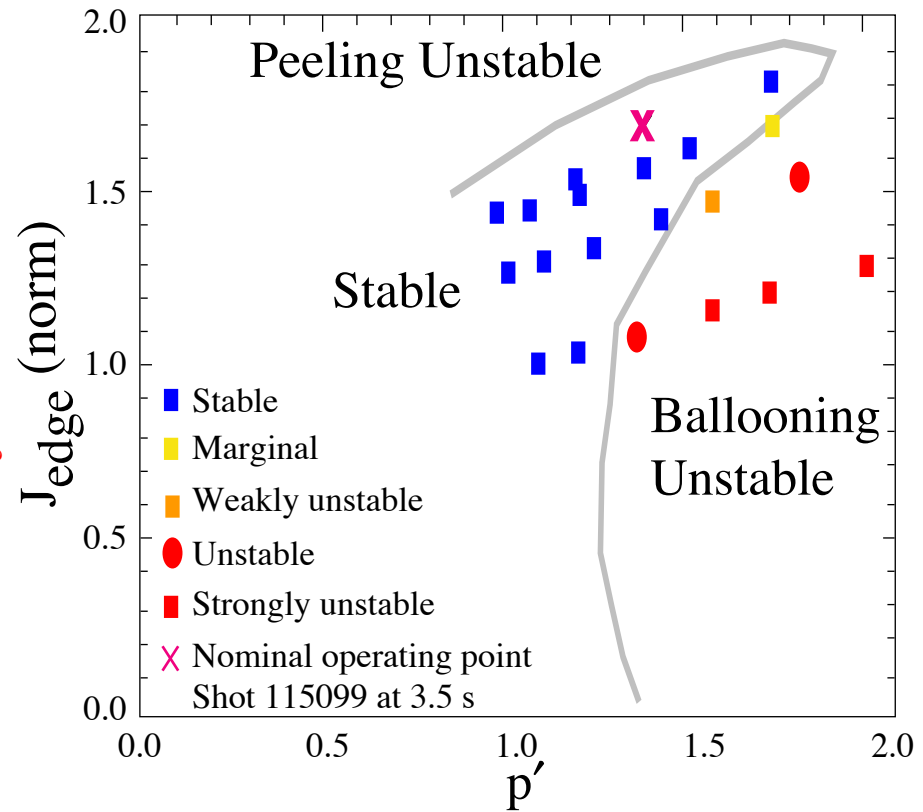 2.0
Peeling Unstable
1.5
Stable
J edge (norm)
1.0
Stable
Marginal
Weakly unstable
Unstable
Strongly unstable
Nominal operating point
Shot 115099 at 3.5 s
Ballooning
Unstable
0.5
0.0
0.0 0.5 1.0 1.5 2.0
p′
X